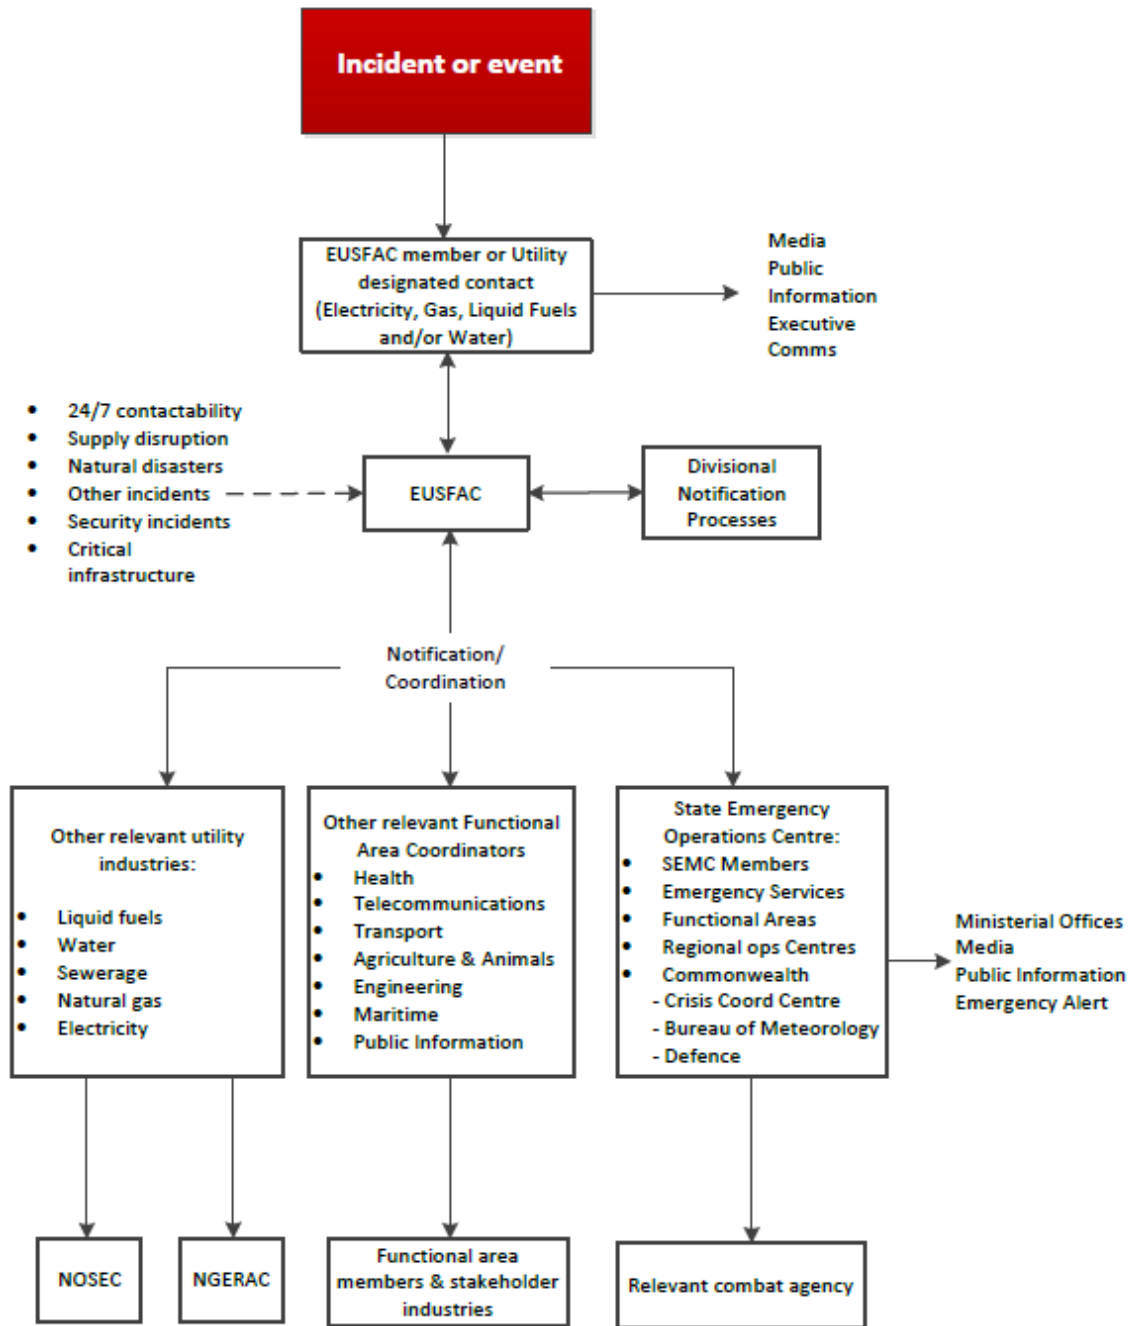 Incident or event
EUSFAC member or Utility
designated contact
(Electricity, Gas, Liquid Fuels
and/or Water)
Media
Public
Information
Executive
Comms
• 24/7 contactability
• Supply disruption
• Natural disasters
• Other incidents
• Security incidents
• Critical
infrastructure
EUSFAC
Divisional
Notification
Processes
Notification/
Coordination
Other relevant utility
industries:
• Liquid fuels
• Water
• Sewerage
• Natural gas
• Electricity
Other relevant Functional
Area Coordinators
• Health
• Telecommunications
• Transport
• Agriculture & Animals
• Engineering
• Maritime
• Public Information
State Emergency
Operations Centre:
• SEMC Members
• Emergency Services
• Functional Areas
• Regional ops Centres
• Commonwealth
- Crisis Coord Centre
- Bureau of Meteorology
- Defence
Ministerial Offices
Media
Public Information
Emergency Alert
NOSEC
NGERAC
Functional area
members & stakeholder
industries
Relevant combat agency